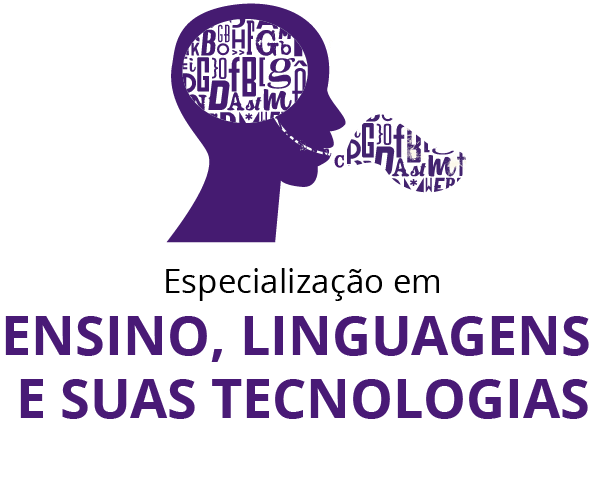 Especialização em
ENSINO, LINGUAGENS
E SUAS TECNOLOGIAS